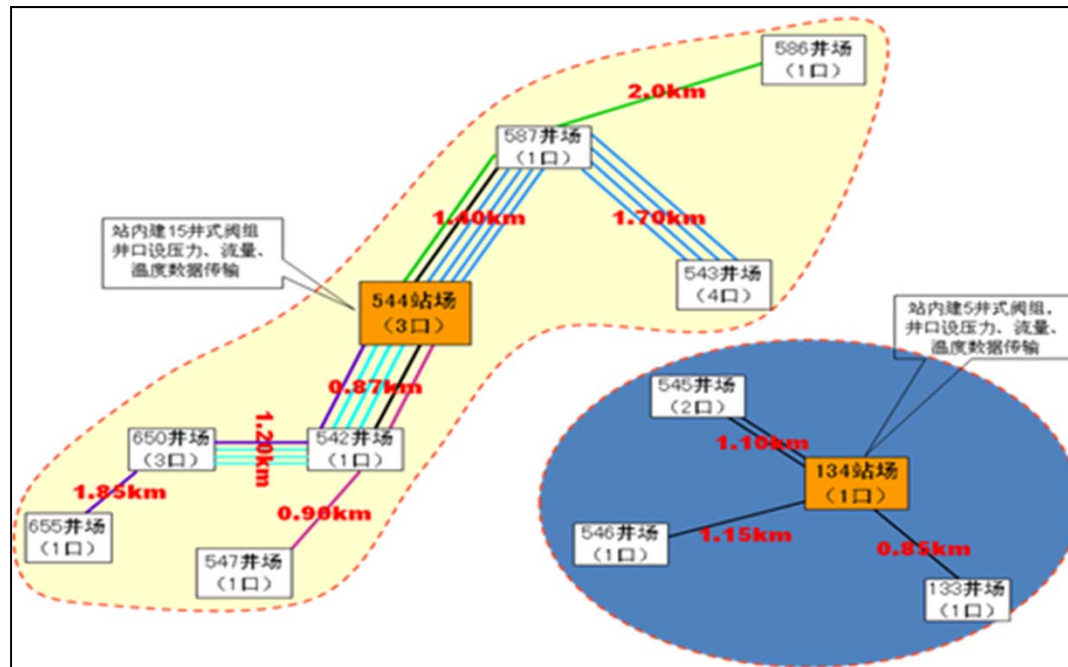 586井场
(1口)
2.0km
587井场
(1口)
1.40km
1.70km
站内建15井式阀组
井口设压力、流量、
温度数据传输
543井场
(4口)
544站场
(3口)
站内建5井式阀组，
井口设压力、流量、
温度数据传输
0.87km
545井场
(2口)
1.10km
650井场
(3口)
1.20km
542井场
(1口)
134站场
(1口)
1.85km
0.90km
655井场
(1口)
546井场
(1口)
1.15km
0.85km
547井场
(1口)
133井场
(1口)